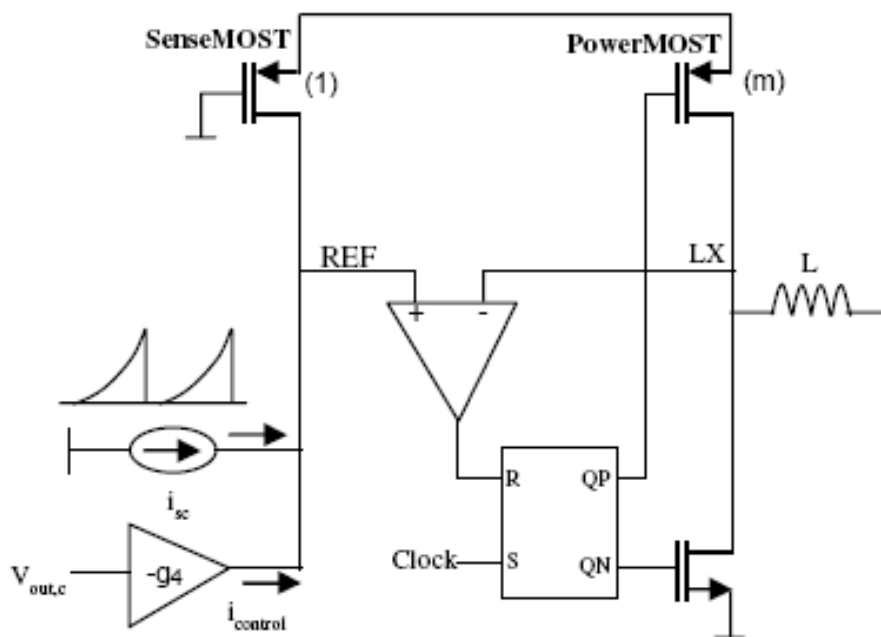 SenseMOST
PowerMOST
(1)
(m)
REF
LX
L
+
-
i_sc
R
QP
Clock
S
QN
V_out,c
-g4
i_control